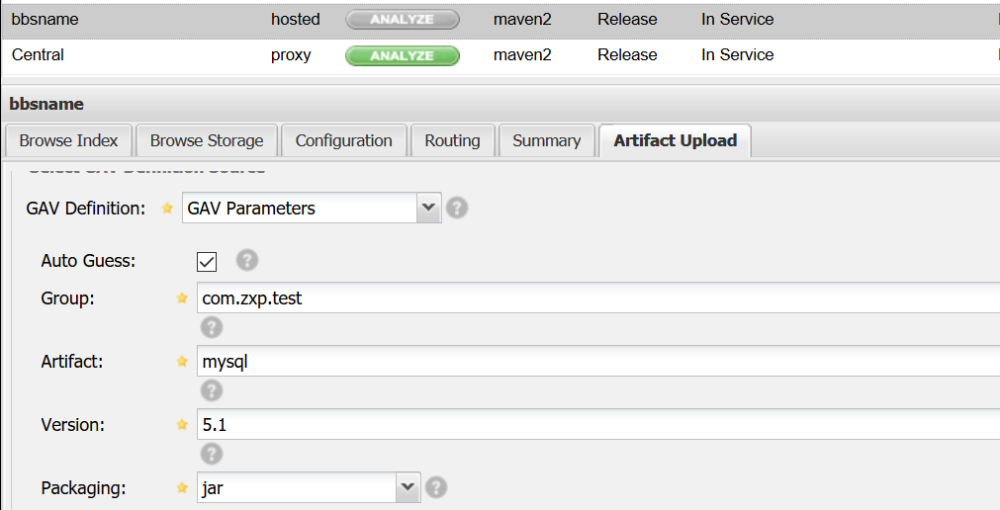 bbsname hosted ANALYZE maven2 Release In Service
Central proxy ANALYZE maven2 Release In Service
bbsname
Browse Index Browse Storage Configuration Routing Summary Artifact Upload
GAV Definition: GAV Parameters ?
Auto Guess: ?
Group: com.zxp.test
?
Artifact: mysql
?
Version: 5.1
?
Packaging: jar ?